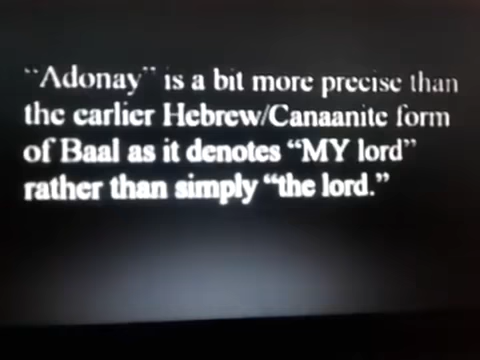 "Adonay" is a bit more precise than
the earlier Hebrew/Canaanite form
of Baal as it denotes "MY lord"
rather than simply "the lord."